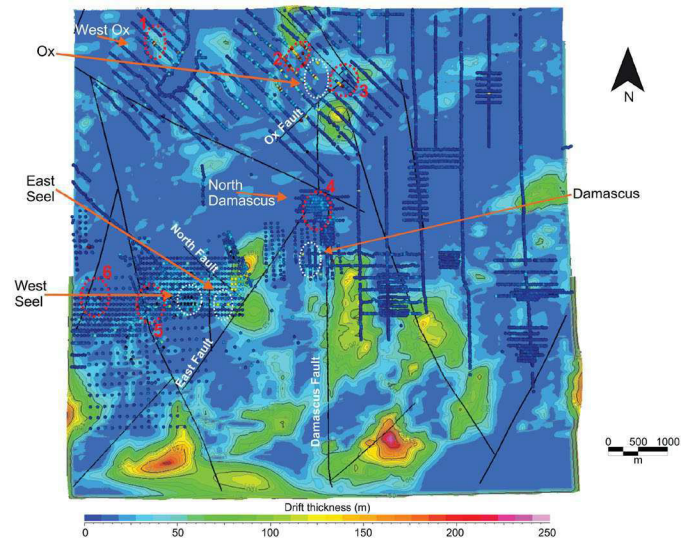 West Ox
1
Ox
2
3
N
Ox Fault
East
Seel
North
Damascus
4
Damascus
North Fault
West
Seel
6
5
East Fault
Damascus Fault
0 500 1000
m
Drift thickness (m)
0 50 100 150 200 250